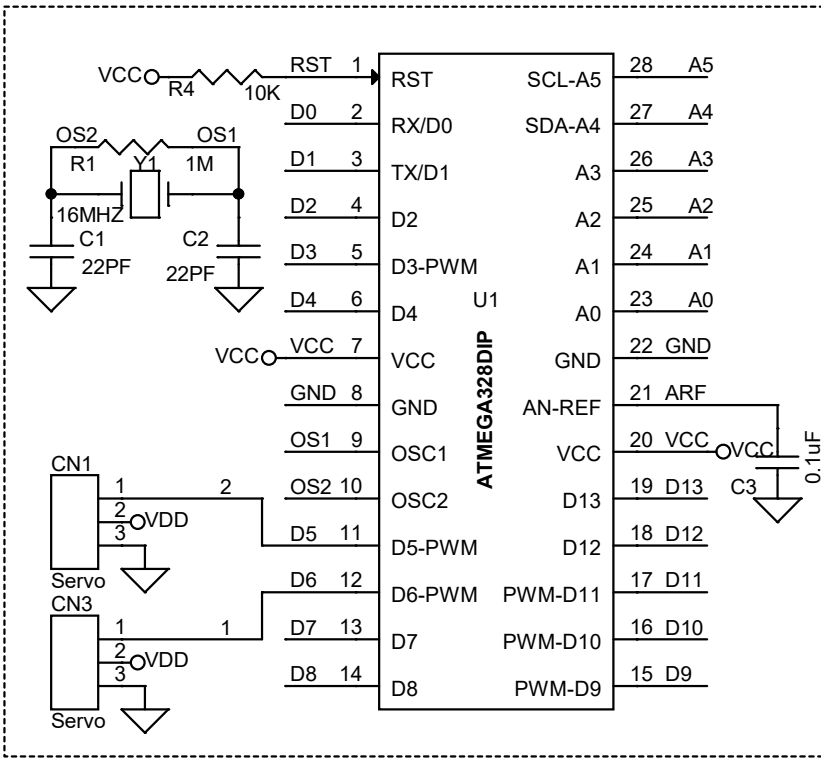 VCC R4 10K RST 1 RST
SCL-A5 28 A5
D0 2 RX/D0
SDA-A4 27 A4
OS2 OS1
R1 Y1 1M
D1 3 TX/D1
A3 26 A3
16MHZ
D2 4 D2
A2 25 A2
C1 C2
22PF 22PF
D3 5 D3-PWM
A1 24 A1
U1
D4 6 D4
A0 23 A0
VCC VCC 7 VCC
GND 22 GND
ATMEGA328DIP
GND 8 GND
AN-REF 21 ARF
OS1 9 OSC1
VCC 20 VCC VCC
C3 0.1uF
CN1
1 2
2 VDD
3
Servo
OS2 10 OSC2
D13 19 D13
D5 11 D5-PWM
D12 18 D12
CN3
1 1
2 VDD
3
Servo
D6 12 D6-PWM
PWM-D11 17 D11
D7 13 D7
PWM-D10 16 D10
D8 14 D8
PWM-D9 15 D9